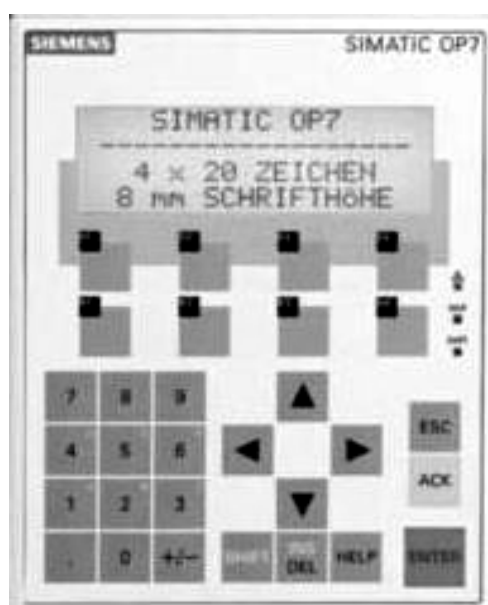 SIEMENS
SIMATIC OP7
SIMATIC OP7
4 x 20 ZEICHEN
8 mm SCHRIFTHöHE
7 8 9
4 5 6 ESC
1 2 3 ACK
. 0 +/- SHIFT DEL HELP ENTER